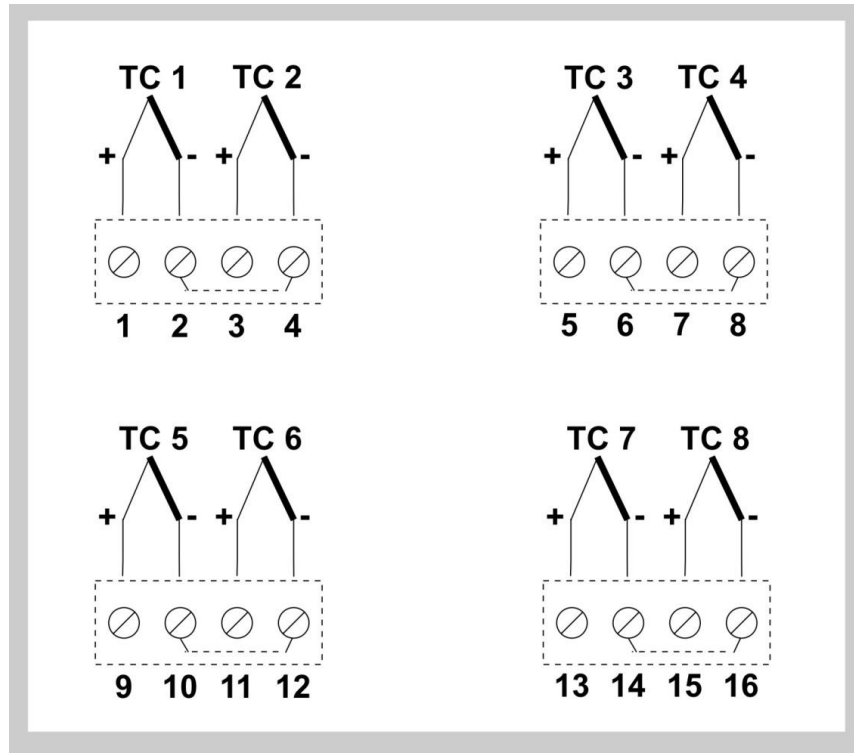 TC 1 TC 2
+ - + -
1 2 3 4
TC 3 TC 4
+ - + -
5 6 7 8
TC 5 TC 6
+ - + -
9 10 11 12
TC 7 TC 8
+ - + -
13 14 15 16